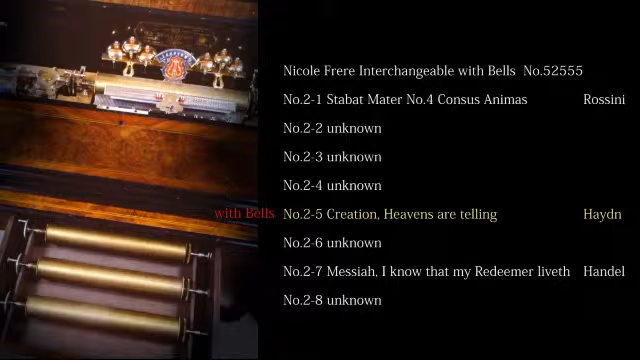 Nicole Frere Interchangeable with Bells No.52555
No.2-1 Stabat Mater No.4 Consus Animas Rossini
No.2-2 unknown
No.2-3 unknown
No.2-4 unknown
with Bells No.2-5 Creation, Heavens are telling Haydn
No.2-6 unknown
No.2-7 Messiah, I know that my Redeemer liveth Handel
No.2-8 unknown